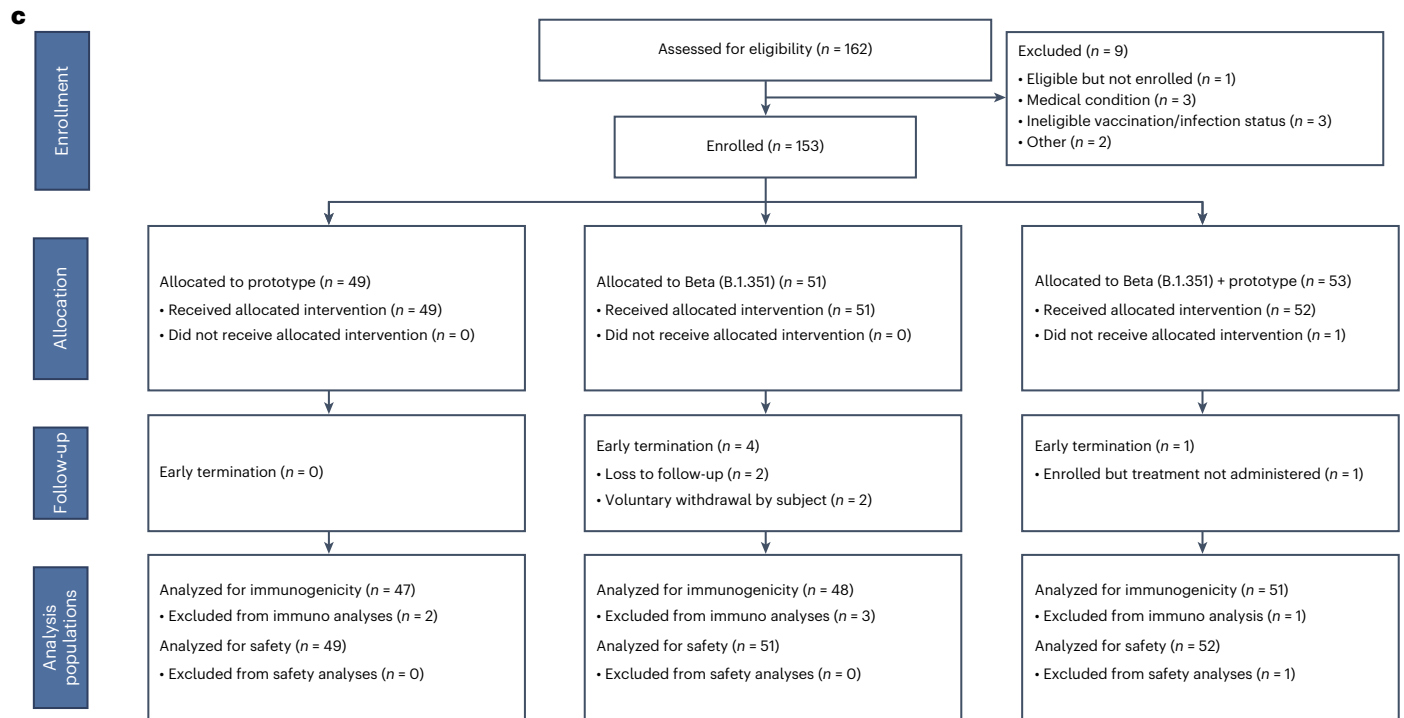 c
Enrollment
Assessed for eligibility (n = 162)
Excluded (n = 9)
• Eligible but not enrolled (n = 1)
• Medical condition (n = 3)
• Ineligible vaccination/infection status (n = 3)
• Other (n = 2)
Enrolled (n = 153)
Allocation
Allocated to prototype (n = 49)
• Received allocated intervention (n = 49)
• Did not receive allocated intervention (n = 0)
Allocated to Beta (B.1.351) (n = 51)
• Received allocated intervention (n = 51)
• Did not receive allocated intervention (n = 0)
Allocated to Beta (B.1.351) + prototype (n = 53)
• Received allocated intervention (n = 52)
• Did not receive allocated intervention (n = 1)
Follow-up
Early termination (n = 0)
Early termination (n = 4)
• Loss to follow-up (n = 2)
• Voluntary withdrawal by subject (n = 2)
Early termination (n = 1)
• Enrolled but treatment not administered (n = 1)
Analysis
populations
Analyzed for immunogenicity (n = 47)
• Excluded from immuno analyses (n = 2)
Analyzed for safety (n = 49)
• Excluded from safety analyses (n = 0)
Analyzed for immunogenicity (n = 48)
• Excluded from immuno analyses (n = 3)
Analyzed for safety (n = 51)
• Excluded from safety analyses (n = 0)
Analyzed for immunogenicity (n = 51)
• Excluded from immuno analysis (n = 1)
Analyzed for safety (n = 52)
• Excluded from safety analyses (n = 1)